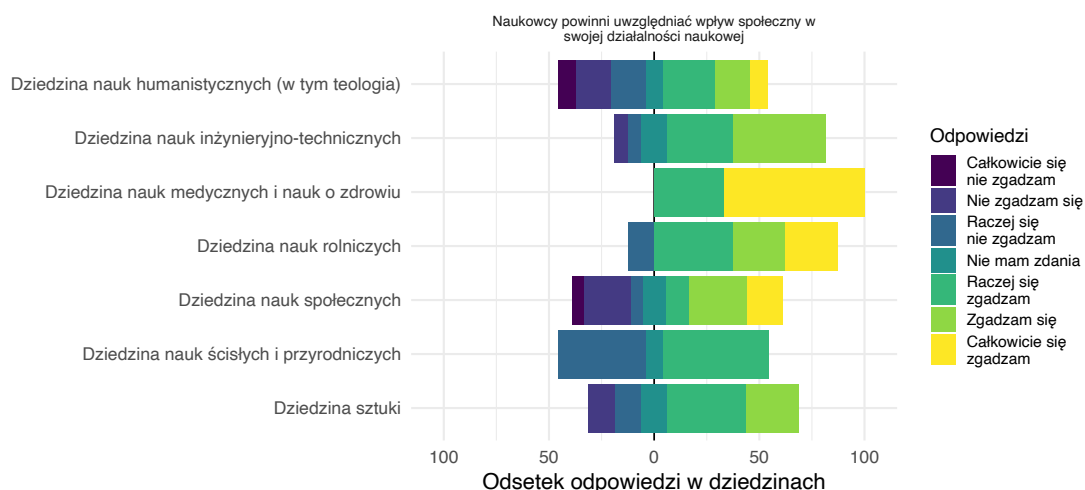 Naukowcy powinni uwzględniać wpływ społeczny w
swojej działalności naukowej
Dziedzina nauk humanistycznych (w tym teologia)
Dziedzina nauk inżynieryjno-technicznych
Dziedzina nauk medycznych i nauk o zdrowiu
Dziedzina nauk rolniczych
Dziedzina nauk społecznych
Dziedzina nauk ścisłych i przyrodniczych
Dziedzina sztuki
100 50 0 50 100
Odsetek odpowiedzi w dziedzinach
Odpowiedzi
Całkowicie się
nie zgadzam
Nie zgadzam się
Raczej się
nie zgadzam
Nie mam zdania
Raczej się
zgadzam
Zgadzam się
Całkowicie się
zgadzam